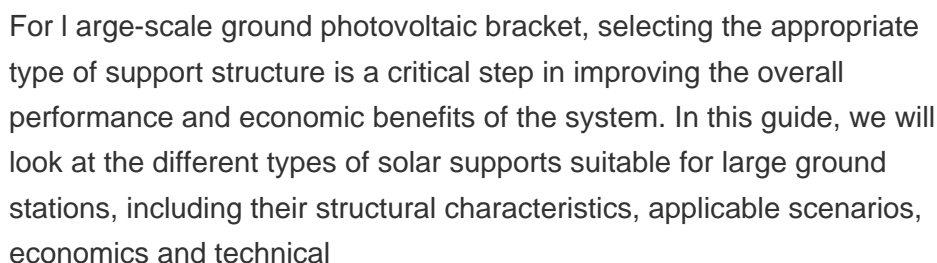 For l arge-scale ground photovoltaic bracket, selecting the appropriate
type of support structure is a critical step in improving the overall
performance and economic benefits of the system. In this guide, we will
look at the different types of solar supports suitable for large ground
stations, including their structural characteristics, applicable scenarios,
economics and technical